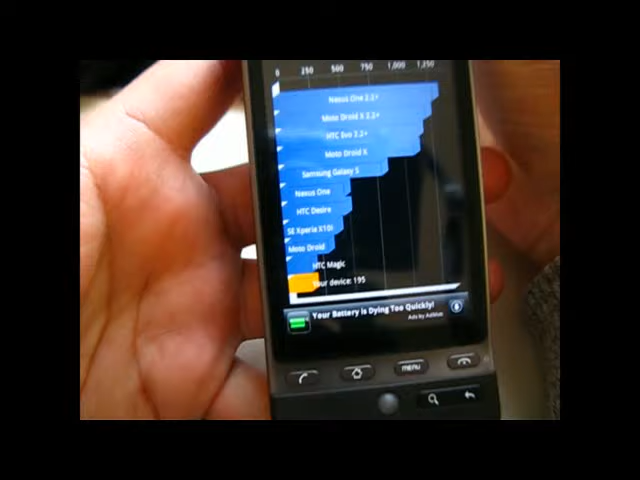 0 250 500 750 1,000 1,250
Nexus One 2.2+
Moto Droid X 2.2+
HTC Evo 2.2+
Moto Droid X
Samsung Galaxy S
Nexus One
HTC Desire
SE Xperia X10i
Moto Droid
HTC Magic
Your device: 195
Your Battery is Dying Too Quickly!
Ads by AdMob
MENU